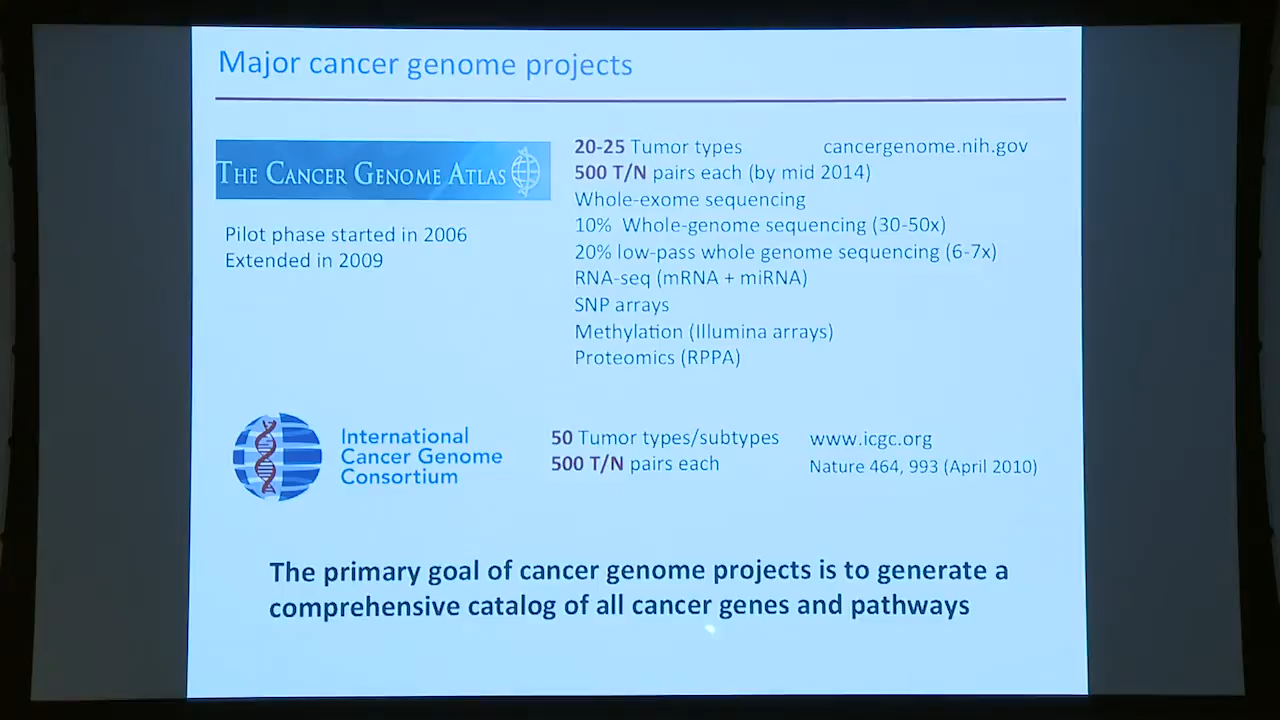 Major cancer genome projects
THE CANCER GENOME ATLAS
Pilot phase started in 2006
Extended in 2009
20-25 Tumor types cancergenome.nih.gov
500 T/N pairs each (by mid 2014)
Whole-exome sequencing
10% Whole-genome sequencing (30-50x)
20% low-pass whole genome sequencing (6-7x)
RNA-seq (mRNA + miRNA)
SNP arrays
Methylation (Illumina arrays)
Proteomics (RPPA)
International
Cancer Genome
Consortium
50 Tumor types/subtypes www.icgc.org
500 T/N pairs each Nature 464, 993 (April 2010)
The primary goal of cancer genome projects is to generate a
comprehensive catalog of all cancer genes and pathways